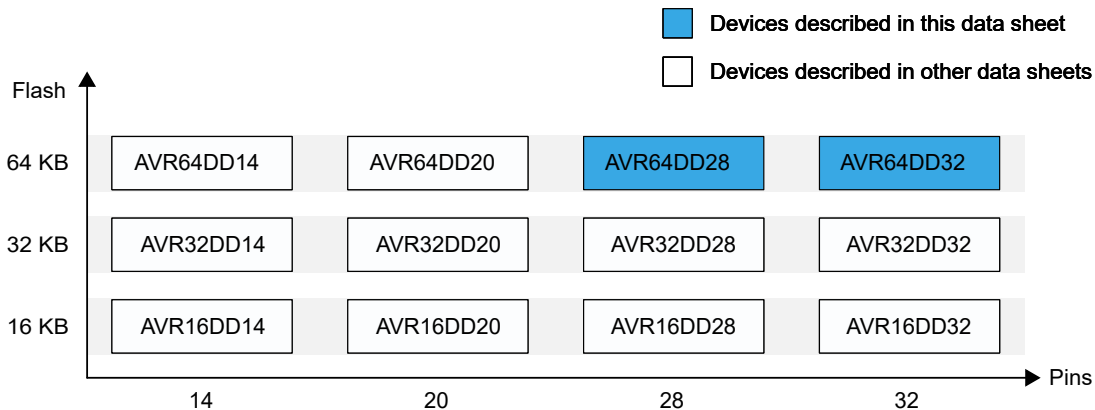 Devices described in this data sheet
Devices described in other data sheets
Flash
64 KB AVR64DD14 AVR64DD20 AVR64DD28 AVR64DD32
32 KB AVR32DD14 AVR32DD20 AVR32DD28 AVR32DD32
16 KB AVR16DD14 AVR16DD20 AVR16DD28 AVR16DD32
Pins
14 20 28 32